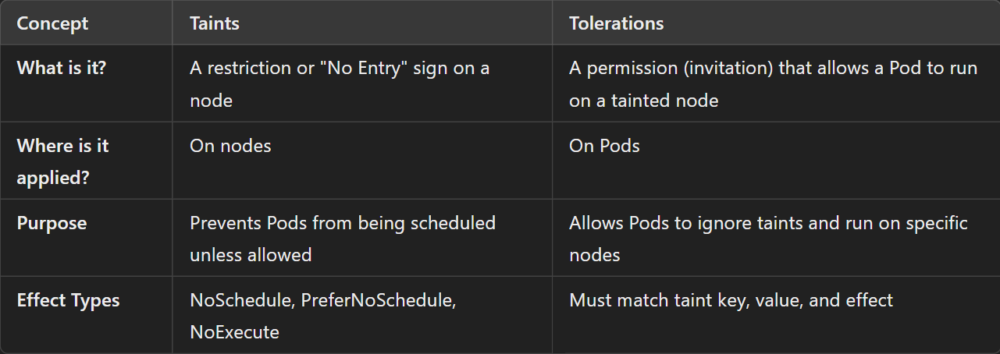 Concept Taints Tolerations
What is it? A restriction or "No Entry" sign on a A permission (invitation) that allows a Pod to run
node on a tainted node
Where is it On nodes On Pods
applied?
Purpose Prevents Pods from being scheduled Allows Pods to ignore taints and run on specific
unless allowed nodes
Effect Types NoSchedule, PreferNoSchedule, Must match taint key, value, and effect
NoExecute